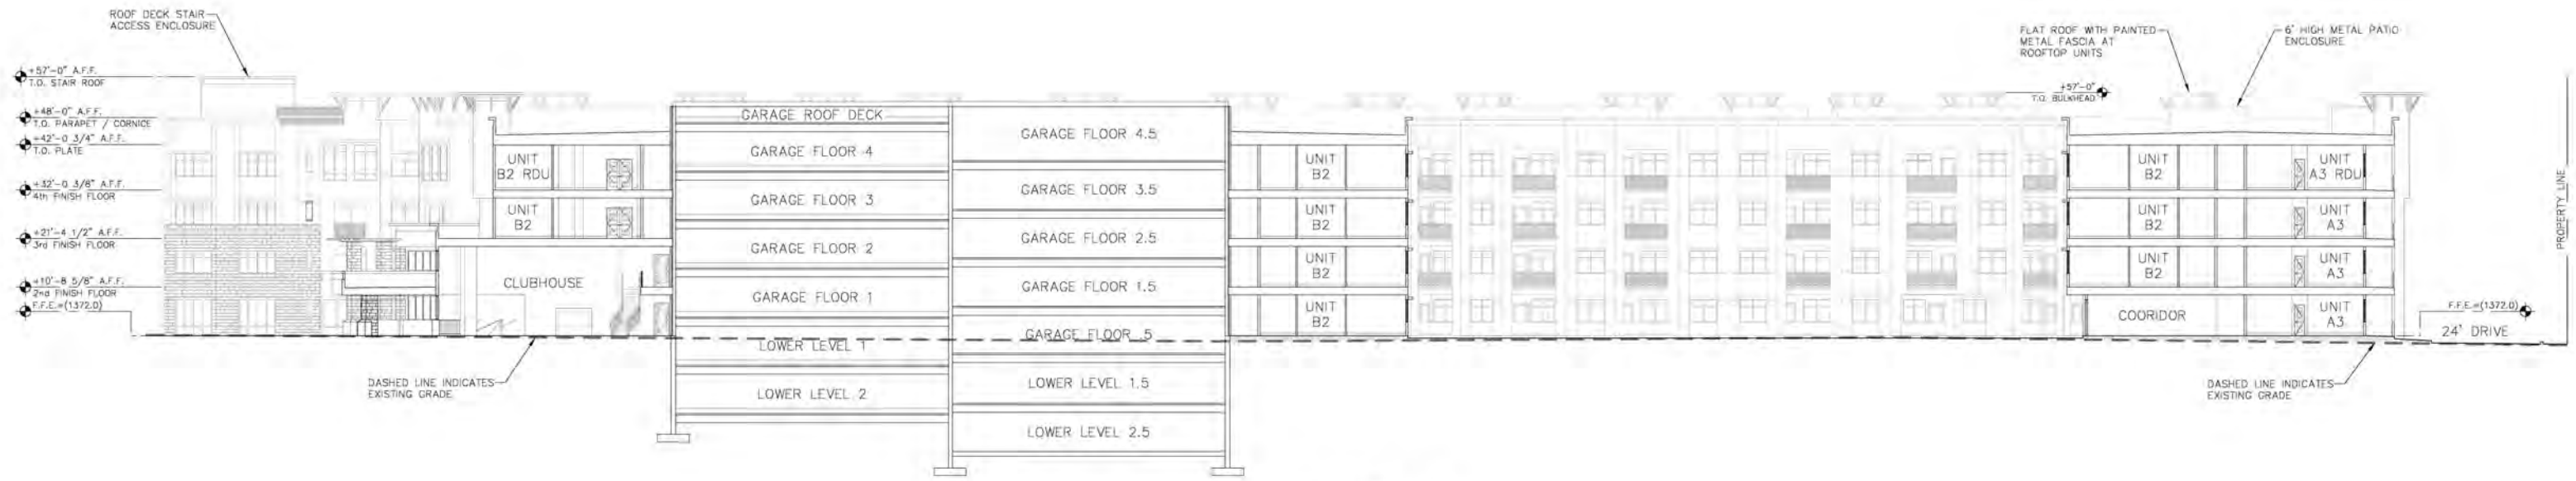 ROOF DECK STAIR
ACCESS ENCLOSURE
+57'-0" A.F.F.
T.O. STAIR ROOF
+48'-0" A.F.F.
T.O. PARAPET / CORNICE
+42'-0 3/4" A.F.F.
T.O. PLATE
+32'-0 3/8" A.F.F.
4th FINISH FLOOR
+21'-4 1/2" A.F.F.
3rd FINISH FLOOR
+10'-8 5/8" A.F.F.
2nd FINISH FLOOR
F.F.E.=(1372.0)
DASHED LINE INDICATES
EXISTING GRADE
UNIT
B2 RDU
UNIT
B2
CLUBHOUSE
GARAGE ROOF DECK
GARAGE FLOOR 4
GARAGE FLOOR 3
GARAGE FLOOR 2
GARAGE FLOOR 1
LOWER LEVEL 1
LOWER LEVEL 2
GARAGE FLOOR 4.5
GARAGE FLOOR 3.5
GARAGE FLOOR 2.5
GARAGE FLOOR 1.5
GARAGE FLOOR .5
LOWER LEVEL 1.5
LOWER LEVEL 2.5
UNIT
B2
UNIT
B2
UNIT
B2
UNIT
B2
FLAT ROOF WITH PAINTED
METAL FASCIA AT
ROOFTOP UNITS
6' HIGH METAL PATIO
ENCLOSURE
+57'-0"
T.O. BULKHEAD
UNIT
B2
UNIT
B2
UNIT
B2
COORIDOR
UNIT
A3 RDU
UNIT
A3
UNIT
A3
UNIT
A3
F.F.E.=(1372.0)
24' DRIVE
PROPERTY LINE
DASHED LINE INDICATES
EXISTING GRADE